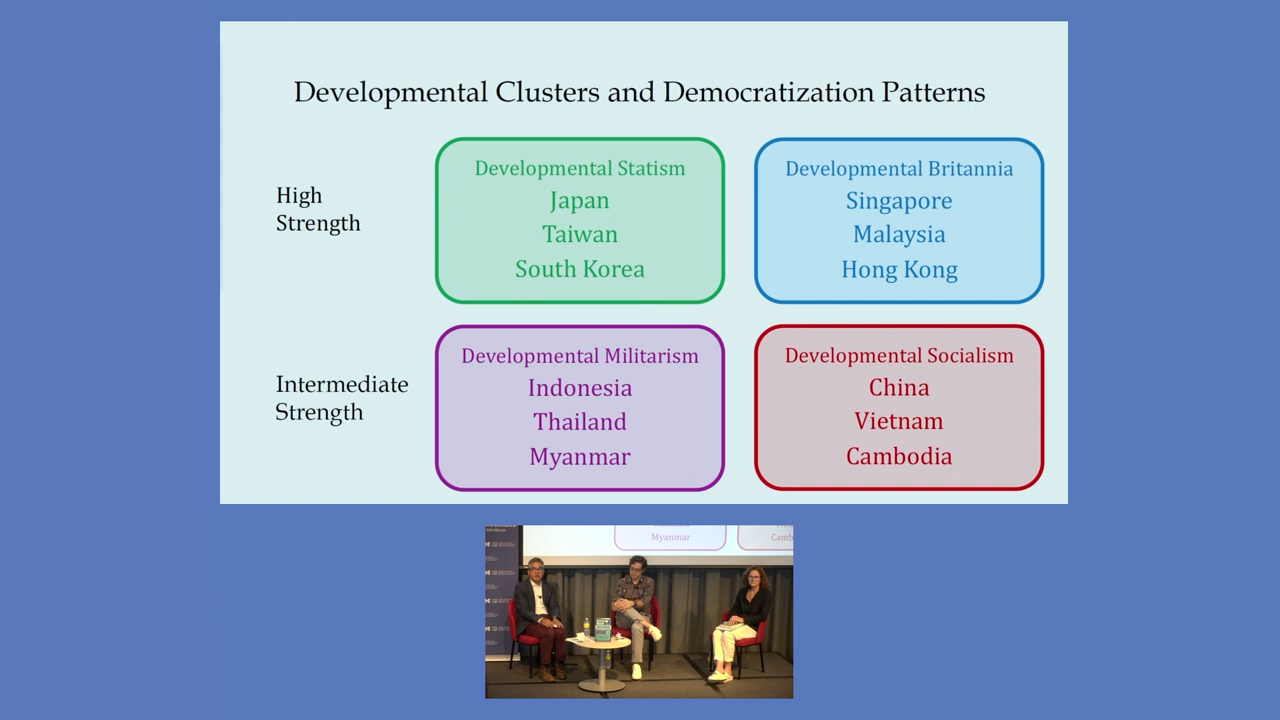 Developmental Clusters and Democratization Patterns
High
Strength
Developmental Statism
Japan
Taiwan
South Korea
Developmental Britannia
Singapore
Malaysia
Hong Kong
Intermediate
Strength
Developmental Militarism
Indonesia
Thailand
Myanmar
Developmental Socialism
China
Vietnam
Cambodia
Myanmar
Camb